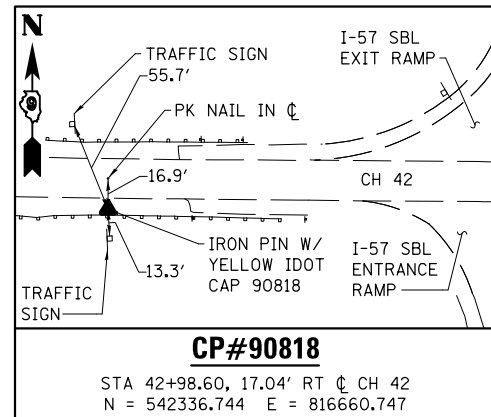 N
9
TRAFFIC SIGN
55.7'
PK NAIL IN ℄
16.9'
I-57 SBL
EXIT RAMP
CH 42
IRON PIN W/
YELLOW IDOT
CAP 90818
13.3'
TRAFFIC
SIGN
I-57 SBL
ENTRANCE
RAMP
CP#90818
STA 42+98.60, 17.04' RT ℄ CH 42
N = 542336.744 E = 816660.747